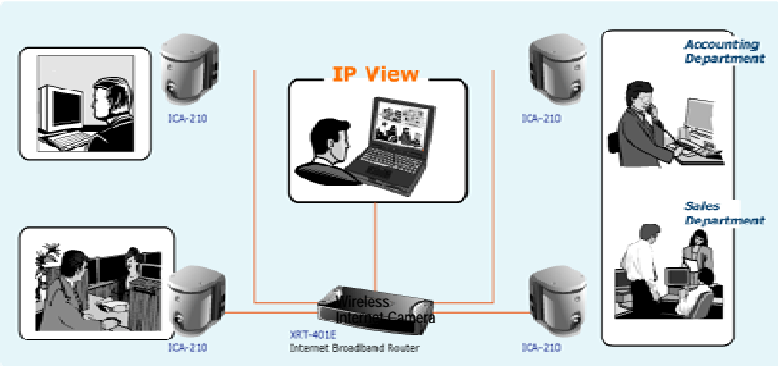 Accounting
Department
IP View
ICA-210
ICA-210
Sales
Department
Wireless
Internet Camera
XRT-401E
Internet Broadband Router
ICA-210
ICA-210